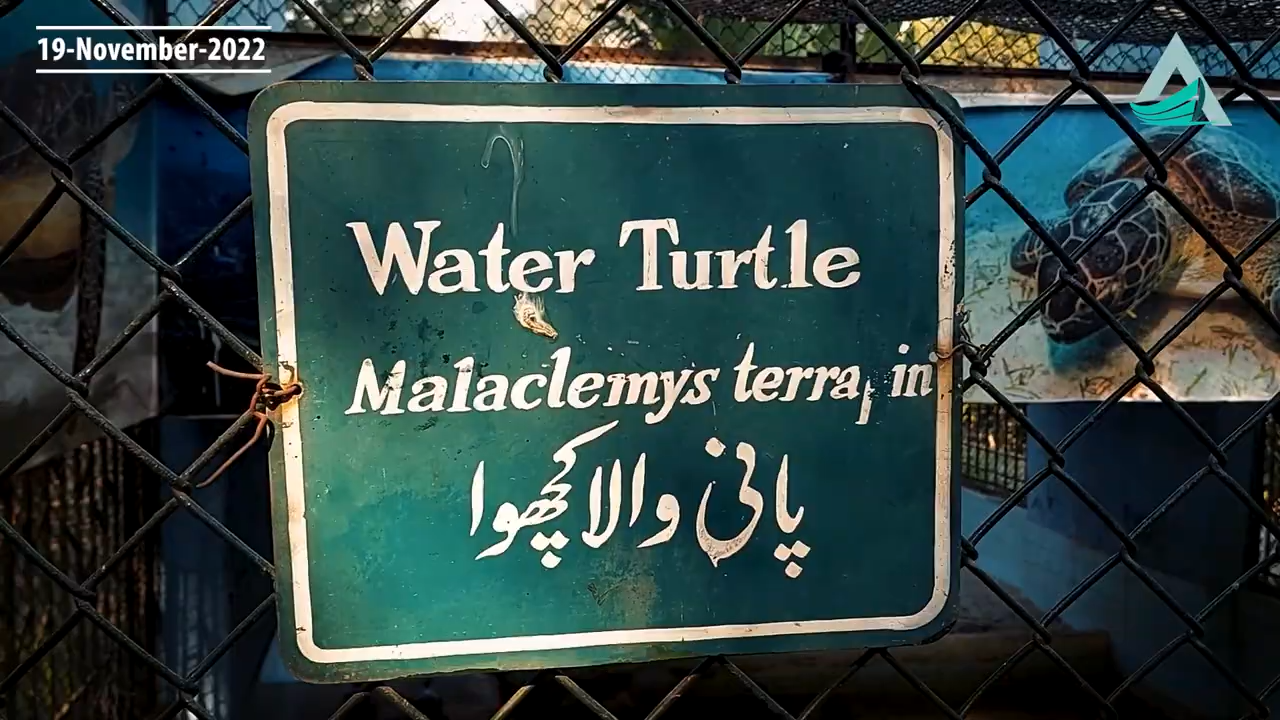 19-November-2022
Water Turtle
Malaclemys terrapin
پانی والا کچھوا